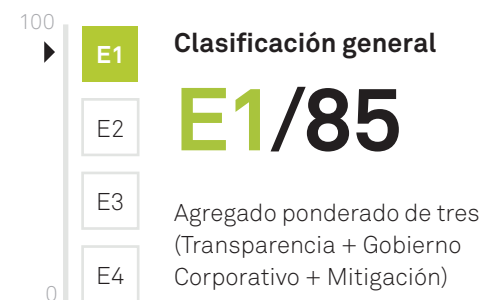 100
E1
E2
E3
E4
0
Clasificación general
E1/85
Agregado ponderado de tres
(Transparencia + Gobierno
Corporativo + Mitigación)